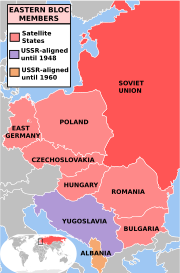 EASTERN BLOC
MEMBERS
Satellite
States
USSR-aligned
until 1948
USSR-aligned
until 1960
SOVIET
UNION
POLAND
EAST
GERMANY
CZECHOSLOVAKIA
HUNGARY
ROMANIA
YUGOSLAVIA
BULGARIA
ALBANIA